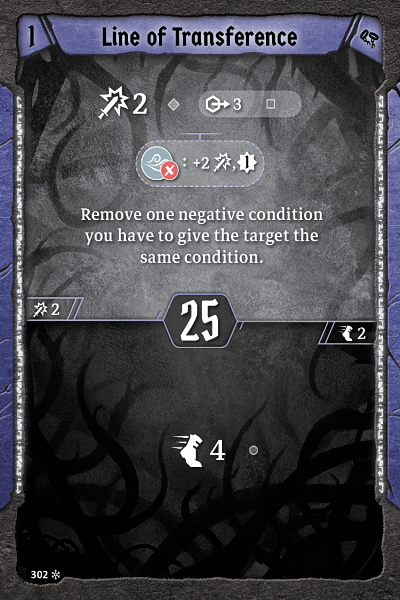 1
Line of Transference
2
3
: +2 , 1
Remove one negative condition
you have to give the target the
same condition.
2
25
2
4
302